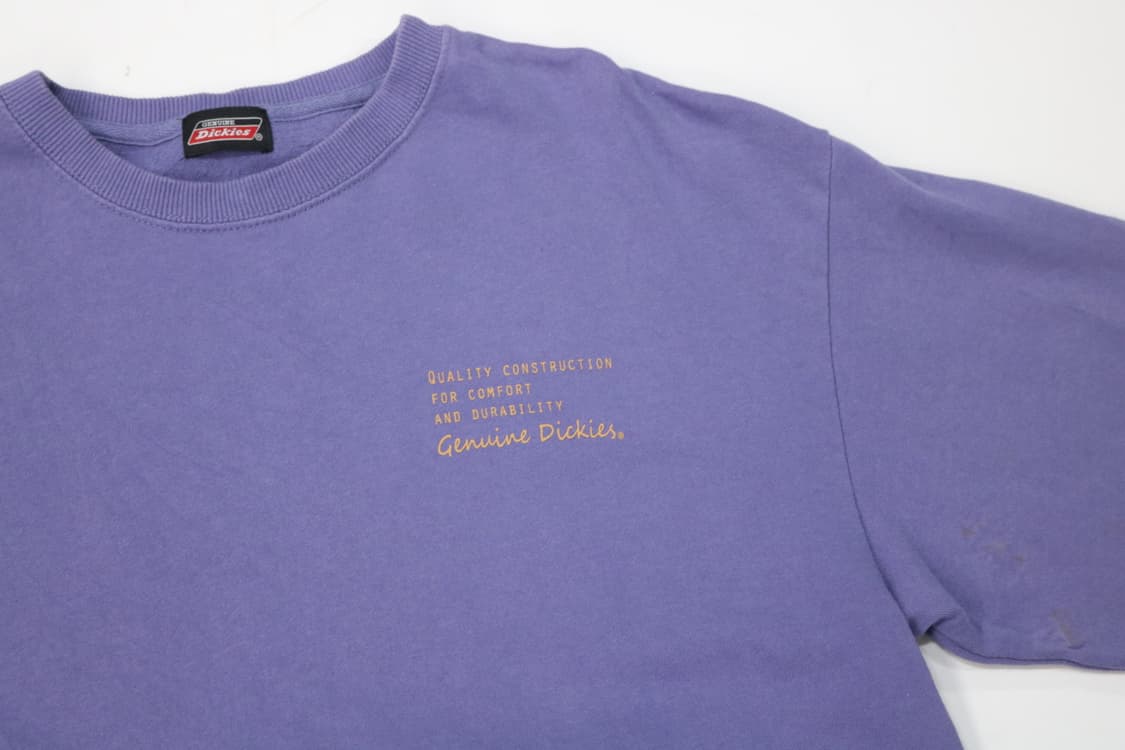 GENUINE
Dickies®
QUALITY CONSTRUCTION
FOR COMFORT
AND DURABILITY
Genuine Dickies®